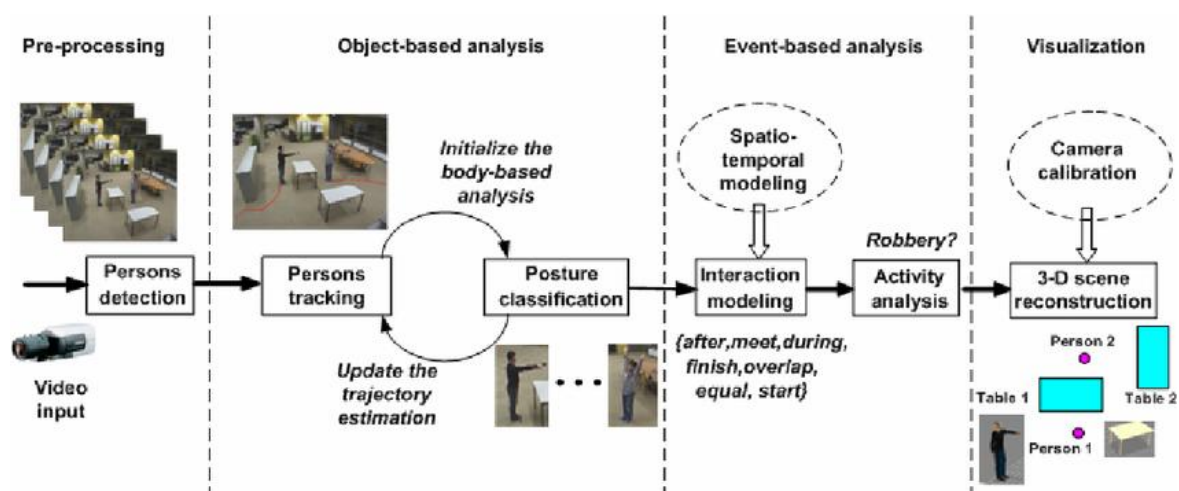 Pre-processing
Object-based analysis
Event-based analysis
Visualization
Initialize the
body-based
analysis
Spatio-
temporal
modeling
Camera
calibration
Robbery?
Persons
detection
Persons
tracking
Posture
classification
Interaction
modeling
Activity
analysis
3-D scene
reconstruction
Video
input
Update the
trajectory
estimation
{after,meet,during,
finish,overlap,
equal, start}
Person 2
Table 1
Table 2
Person 1